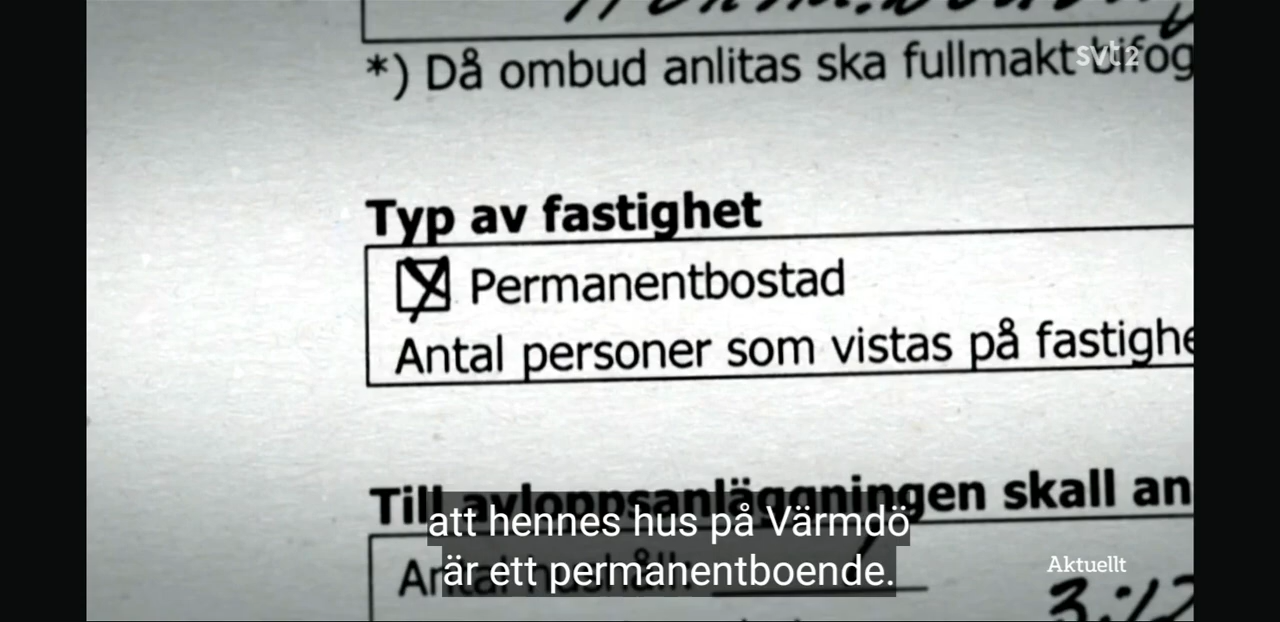 *) Då ombud anlitas ska fullmakt bifog
svt2
Typ av fastighet
Permanentbostad
Antal personer som vistas på fastighe
Till avloppsanläggningen skall an
att hennes hus på Värmdö
är ett permanentboende.
Aktuellt